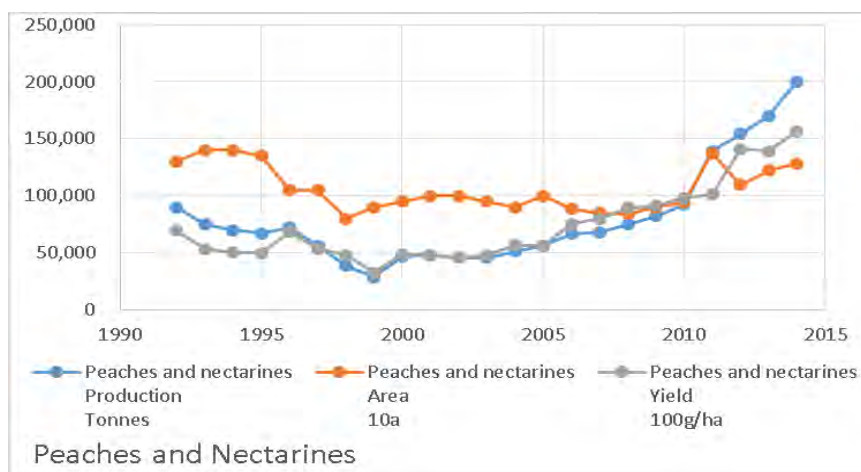 250,000
200,000
150,000
100,000
50,000
0
1990 1995 2000 2005 2010 2015
Peaches and nectarines Peaches and nectarines Peaches and nectarines
Production Area Yield
Tonnes 10a 100g/ha
Peaches and Nectarines